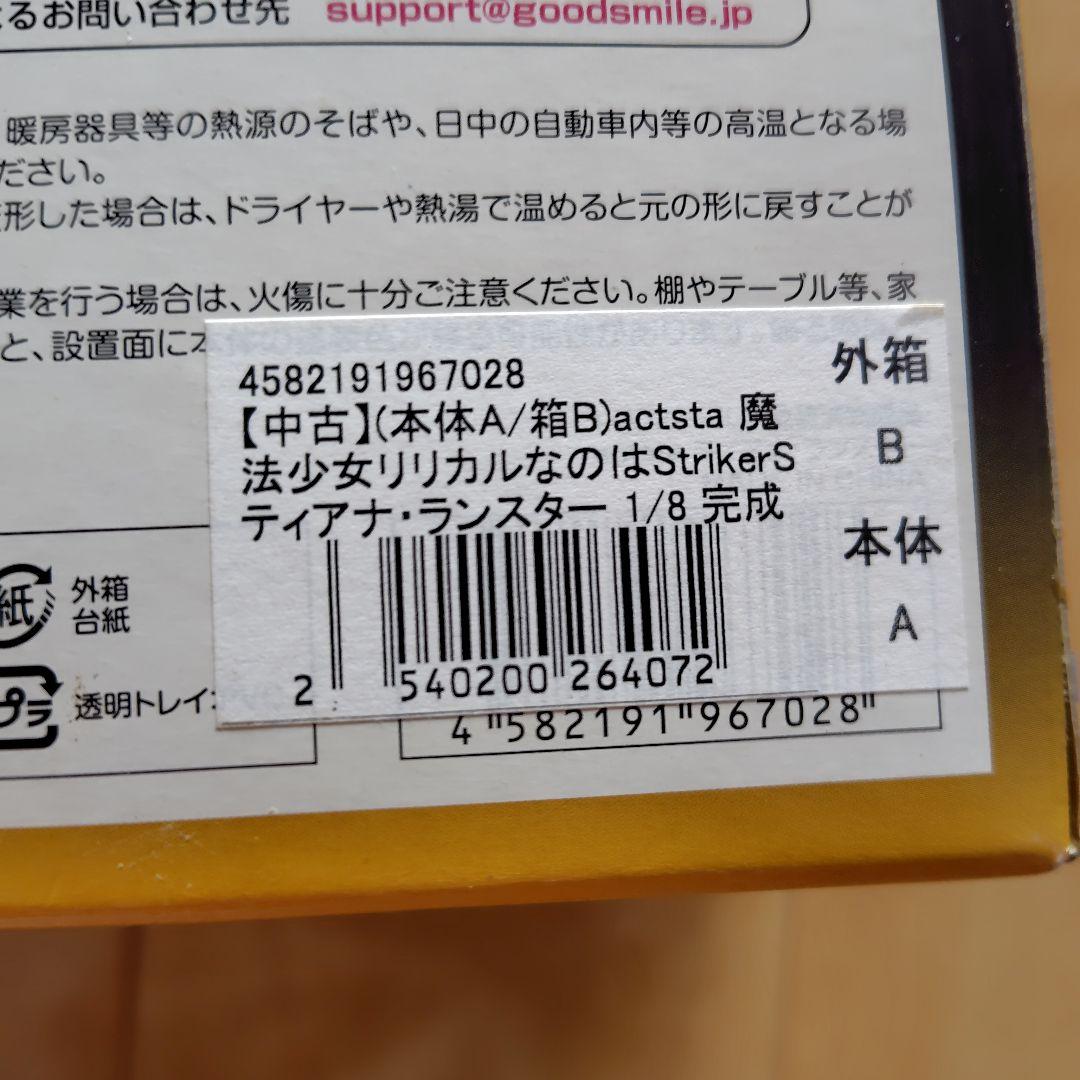 るお問い合わせ先 support@goodsmile.jp
暖房器具等の熱源のそばや、日中の自動車内等の高温となる場
ださい。
形した場合は、ドライヤーや熱湯で温めると元の形に戻すことが
業を行う場合は、火傷に十分ご注意ください。棚やテーブル等、家
と、設置面に
4582191967028
【中古】(本体A/箱B)actsta 魔
法少女リリカルなのはStrikerS
ティアナ・ランスター 1/8 完成
外箱
B
本体
A
2 540200 264072
4 "582191"967028"
紙
外箱
台紙
プラ
透明トレイ